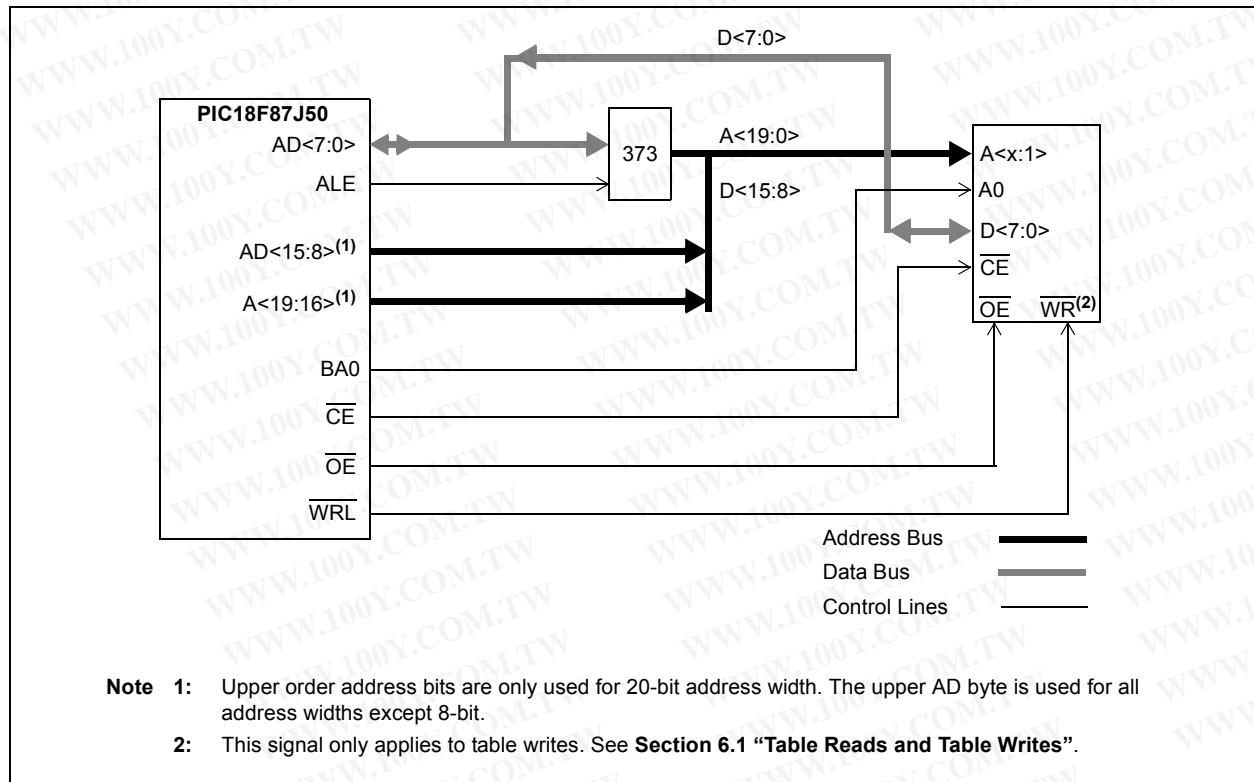 D<7:0>
PIC18F87J50
AD<7:0>
373
A<19:0>
A<x:1>
ALE
D<15:8>
A0
AD<15:8>(1)
D<7:0>
CE
A<19:16>(1)
OE WR(2)
BA0
CE
OE
WRL
Address Bus
Data Bus
Control Lines
Note 1: Upper order address bits are only used for 20-bit address width. The upper AD byte is used for all
address widths except 8-bit.
2: This signal only applies to table writes. See Section 6.1 “Table Reads and Table Writes”.
WWW.100Y.COM.TW